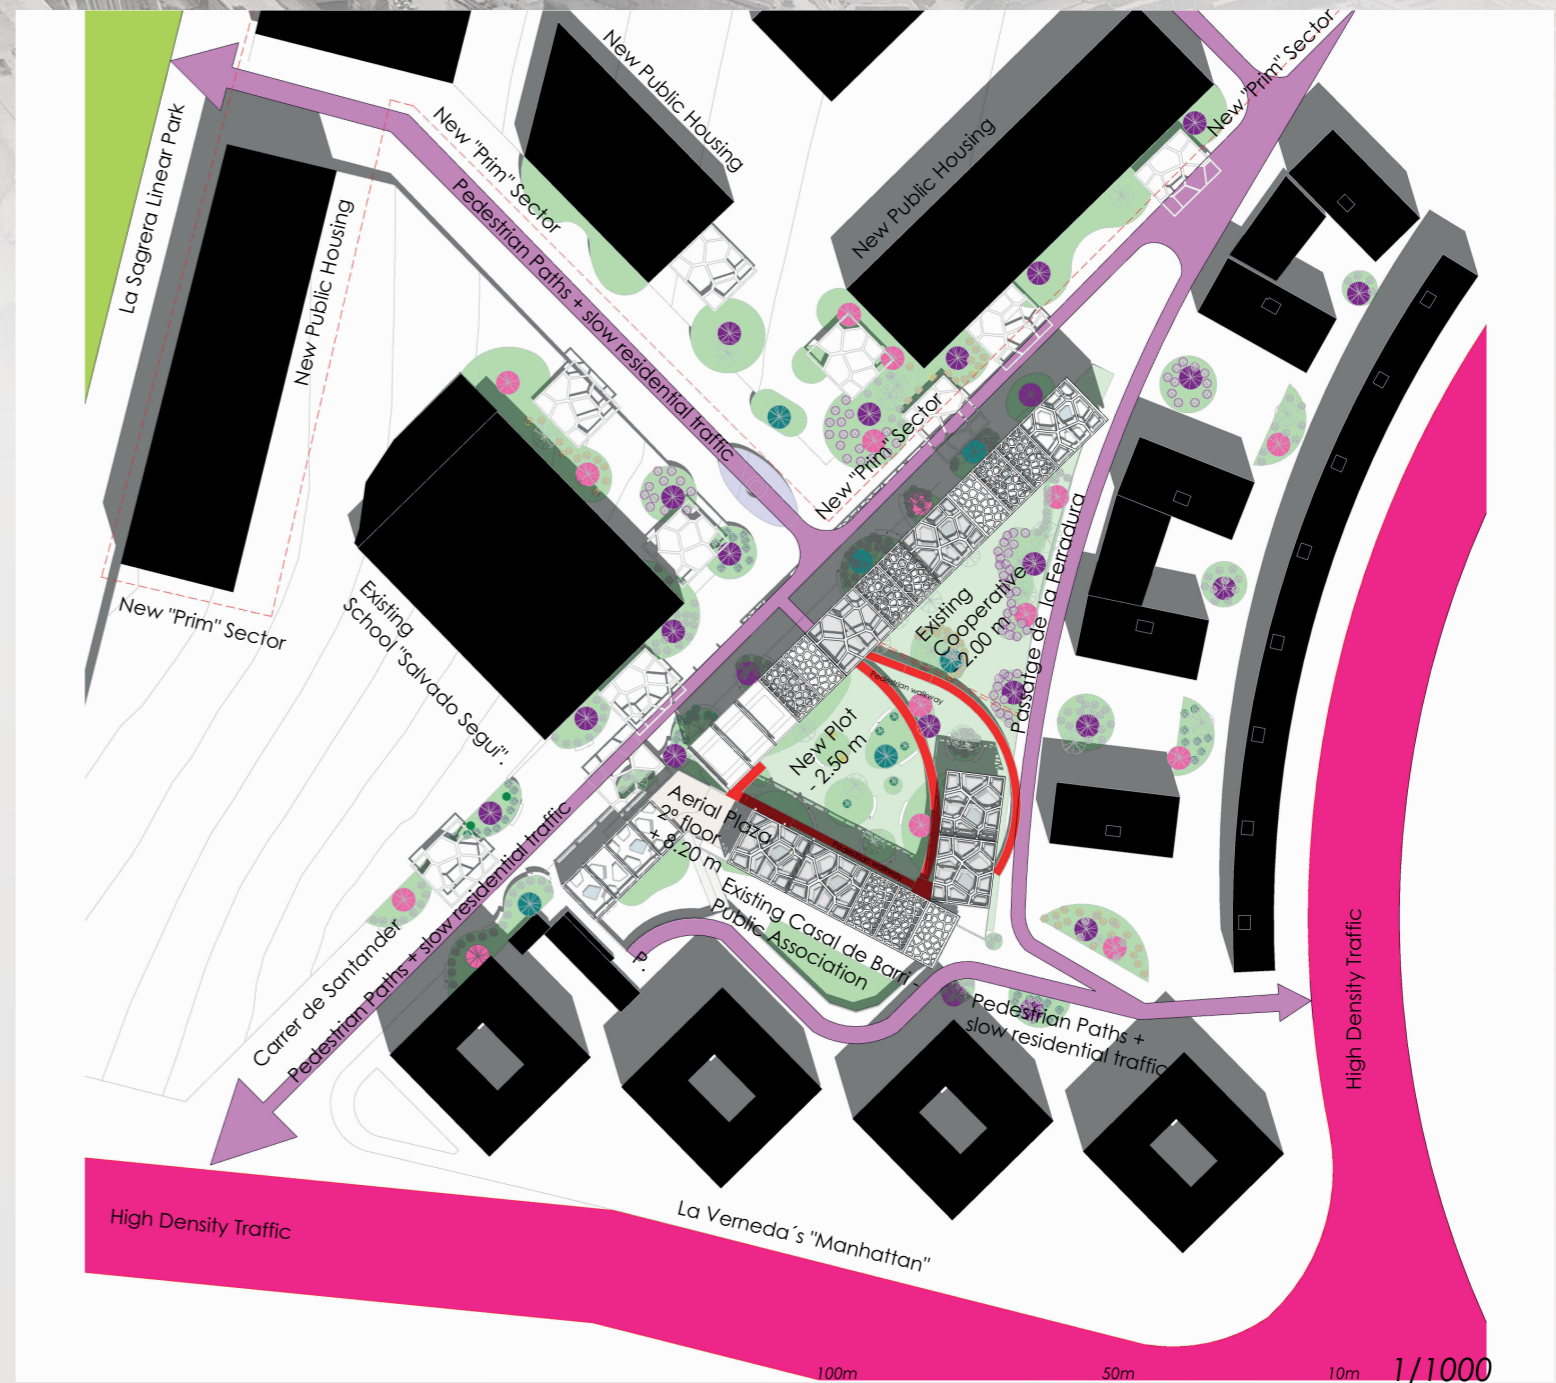 New "Prim" Sector
New Public Housing
New "Prim" Sector
La Sagrera Linear Park
New Public Housing
Pedestrian Paths + slow residential traffic
New Public Housing
New "Prim" Sector
New "Prim" Sector
Existing
School "Salvado Segui".
Existing
Cooperative
-2.00 m
Passatge de la Ferradura
Pedestrian walkway
New Plot
- 2.50 m
Aerial Plaza
2º floor
+ 8.20 m
Existing Casal de Barri -
Public Association
P.
Carrer de Santander
Pedestrian Paths + slow residential traffic
Pedestrian Paths +
slow residential traffic
High Density Traffic
High Density Traffic
La Verneda´s "Manhattan"
100m
50m
10m
1/1000